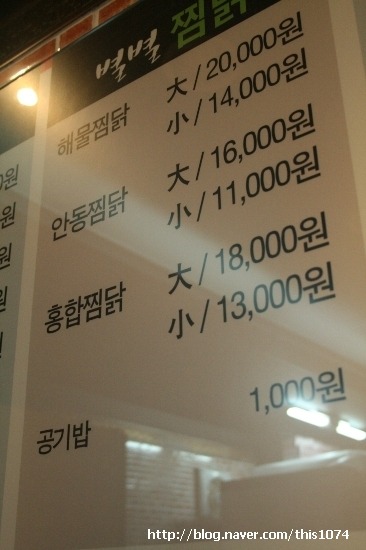 별별 찜닭
해물찜닭 大 / 20,000원
小 / 14,000원
안동찜닭 大 / 16,000원
小 / 11,000원
홍합찜닭 大 / 18,000원
小 / 13,000원
공기밥 1,000원
http://blog.naver.com/this1074